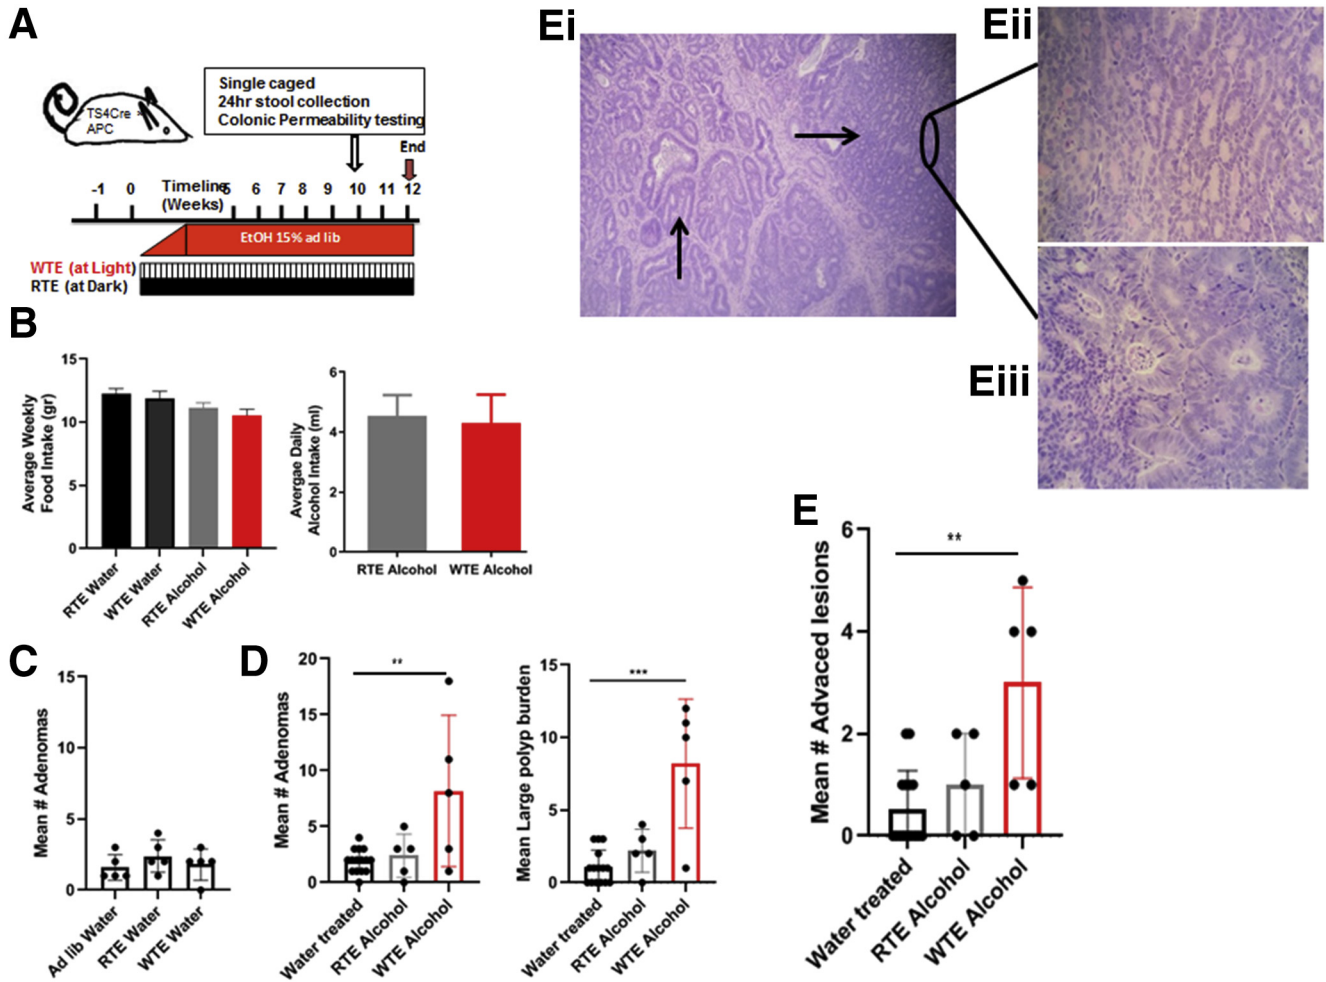 A
TS4Cre
APC
Single caged
24hr stool collection
Colonic Permeability testing
End
-1 0 Timeline 5 6 7 8 9 10 11 12
(Weeks)
EtOH 15% ad lib
WTE (at Light)
RTE (at Dark)
B
Average Weekly
Food Intake (gr)
15
10
5
0
RTE Water
WTE Water
RTE Alcohol
WTE Alcohol
Avergae Daily
Alcohol Intake (ml)
6
4
2
0
RTE Alcohol WTE Alcohol
C
Mean # Adenomas
15
10
5
0
Ad lib Water
RTE Water
WTE Water
D
Mean # Adenomas
20
15
10
5
0
**
Water treated
RTE Alcohol
WTE Alcohol
Mean Large polyp burden
15
10
5
0
***
Water treated
RTE Alcohol
WTE Alcohol
Ei
Eii
Eiii
E
Mean # Advaced lesions
6
4
2
0
**
Water treated
RTE Alcohol
WTE Alcohol